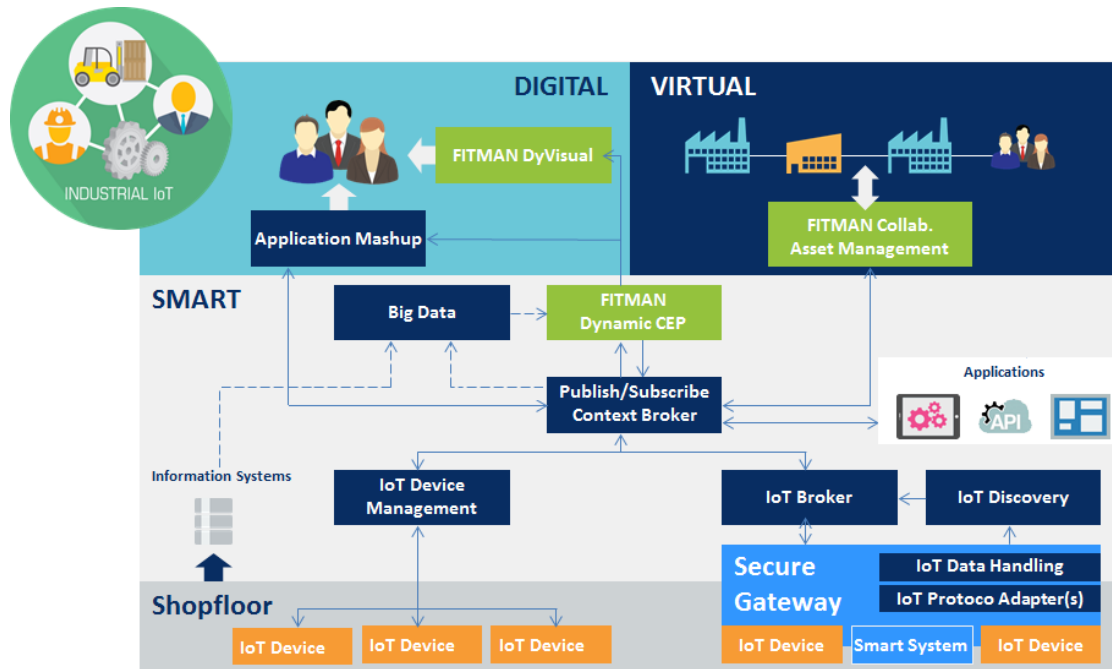 INDUSTRIAL IoT
DIGITAL
VIRTUAL
FITMAN DyVisual
Application Mashup
FITMAN Collab.
Asset Management
SMART
Big Data
FITMAN
Dynamic CEP
Publish/Subscribe
Context Broker
Applications
API
Information Systems
IoT Device
Management
IoT Broker
IoT Discovery
Secure
Gateway
IoT Data Handling
IoT Protoco Adapter(s)
Shopfloor
IoT Device
IoT Device
IoT Device
IoT Device
Smart System
IoT Device